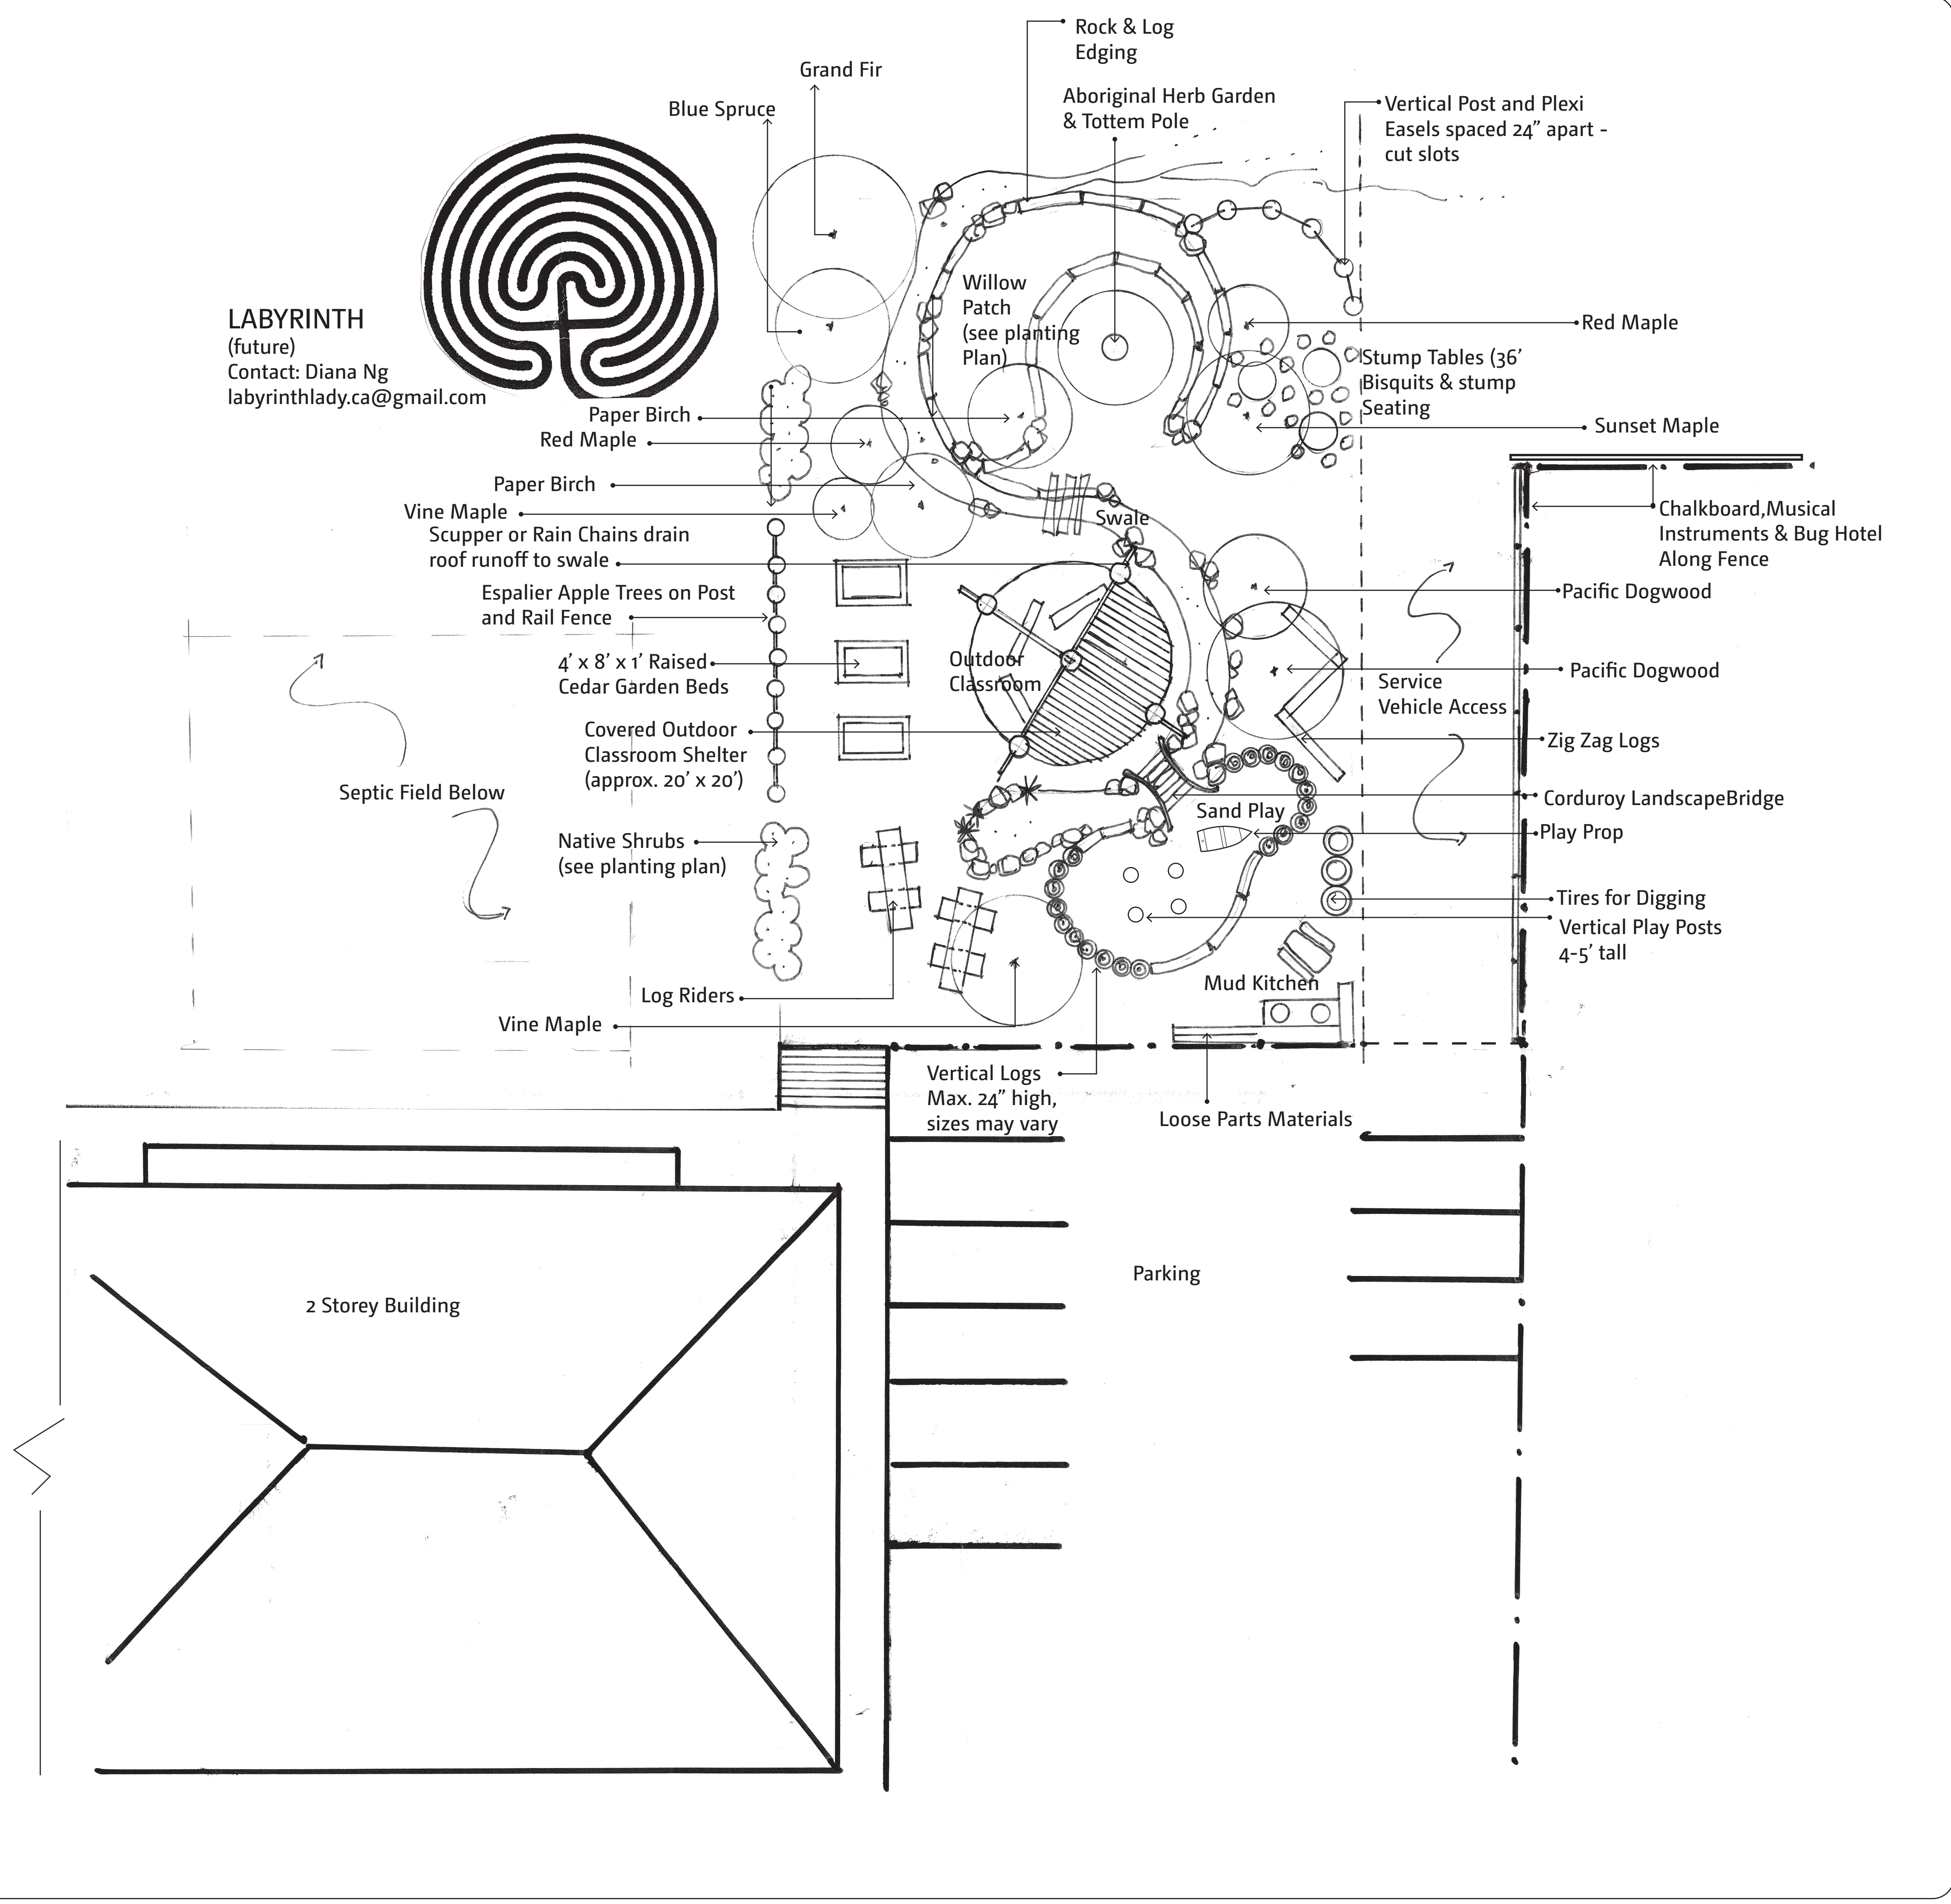 Rock & Log
Edging
Grand Fir
Blue Spruce
Aboriginal Herb Garden
& Tottem Pole
Vertical Post and Plexi
Easels spaced 24” apart -
cut slots
LABYRINTH
(future)
Contact: Diana Ng
labyrinthlady.ca@gmail.com
Willow
Patch
(see planting
Plan)
Red Maple
Stump Tables (36’
Bisquits & stump
Seating
Sunset Maple
Paper Birch
Red Maple
Paper Birch
Vine Maple
Scupper or Rain Chains drain
roof runoff to swale
Swale
Chalkboard,Musical
Instruments & Bug Hotel
Along Fence
Espalier Apple Trees on Post
and Rail Fence
Pacific Dogwood
4’ x 8’ x 1’ Raised
Cedar Garden Beds
Outdoor
Classroom
Pacific Dogwood
Service
Vehicle Access
Covered Outdoor
Classroom Shelter
(approx. 20’ x 20’)
Zig Zag Logs
Septic Field Below
Corduroy LandscapeBridge
Sand Play
Play Prop
Native Shrubs
(see planting plan)
Tires for Digging
Vertical Play Posts
4-5’ tall
Log Riders
Mud Kitchen
Vine Maple
Vertical Logs
Max. 24” high,
sizes may vary
Loose Parts Materials
Parking
2 Storey Building